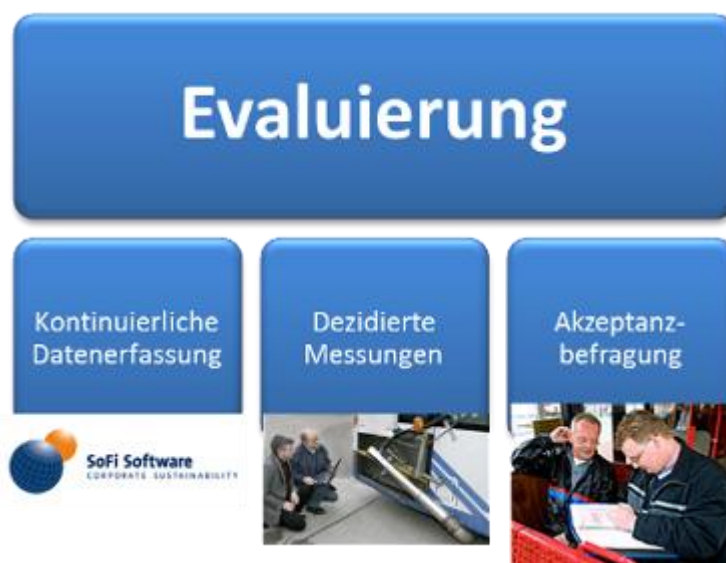 Evaluierung
Kontinuierliche
Datenerfassung
Dezidierte
Messungen
Akzeptanz-
befragung
SoFi Software
CORPORATE SUSTAINABILITY